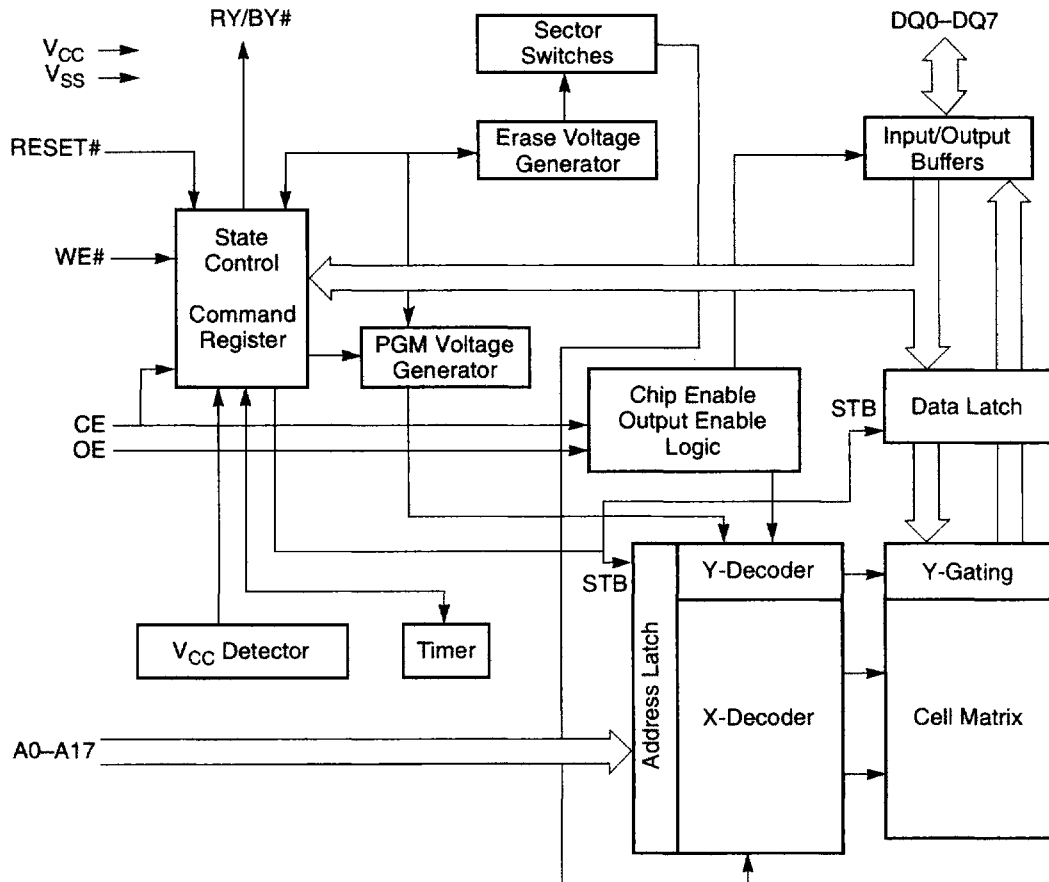 RY/BY#
Sector
Switches
DQ0–DQ7
VCC
VSS
RESET#
Erase Voltage
Generator
Input/Output
Buffers
WE#
State
Control
Command
Register
PGM Voltage
Generator
CE
OE
Chip Enable
Output Enable
Logic
STB
Data Latch
STB
Y-Decoder
Y-Gating
VCC Detector
Timer
Address Latch
X-Decoder
Cell Matrix
A0–A17